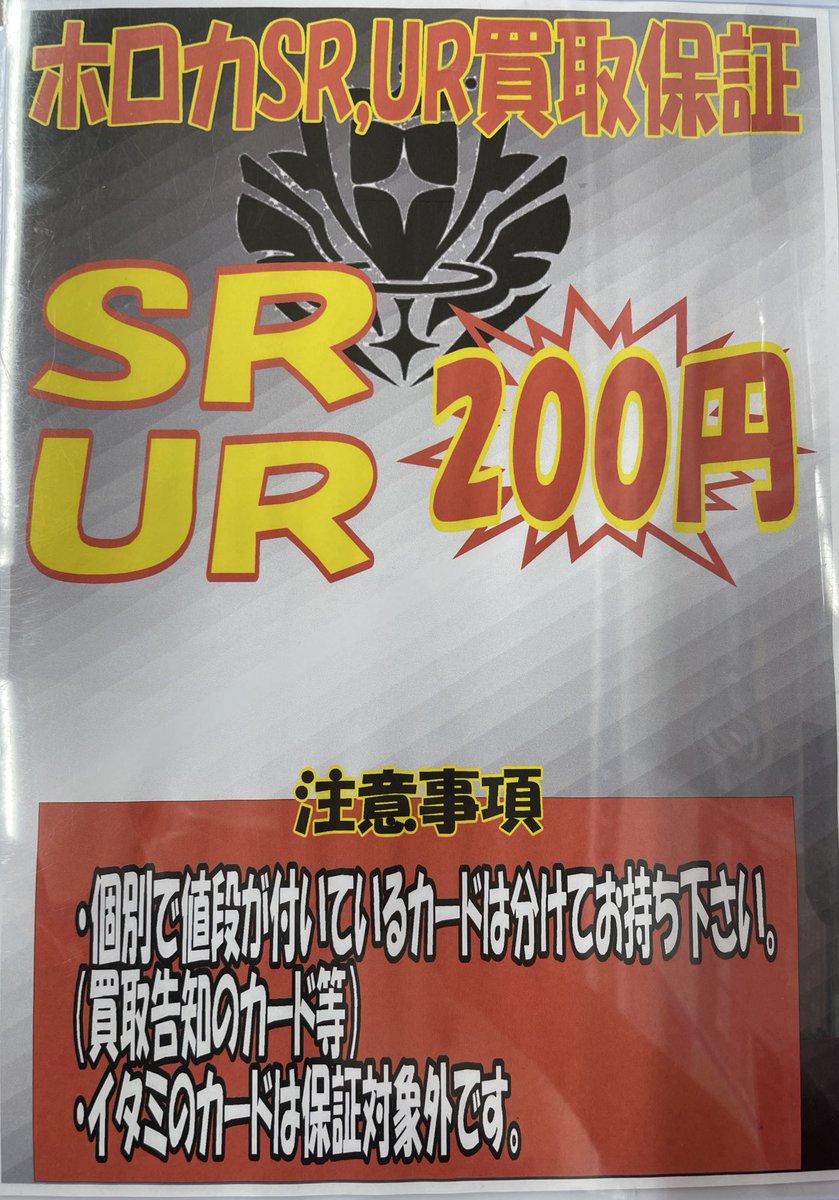 ホロカSR,UR買取保証
SR
UR
200円
注意事項
・個別で値段が付いているカードは分けてお持ち下さい。
(買取告知のカード等)
・イダミのカードは保証対象外です。